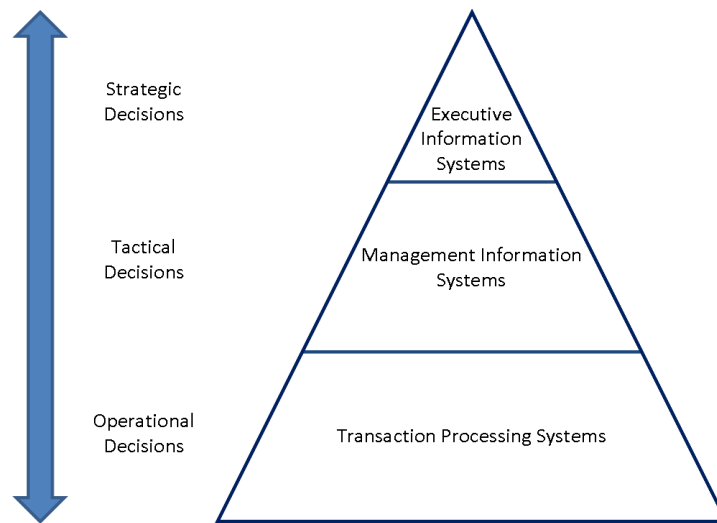 Strategic
Decisions
Executive
Information
Systems
Tactical
Decisions
Management Information
Systems
Operational
Decisions
Transaction Processing Systems